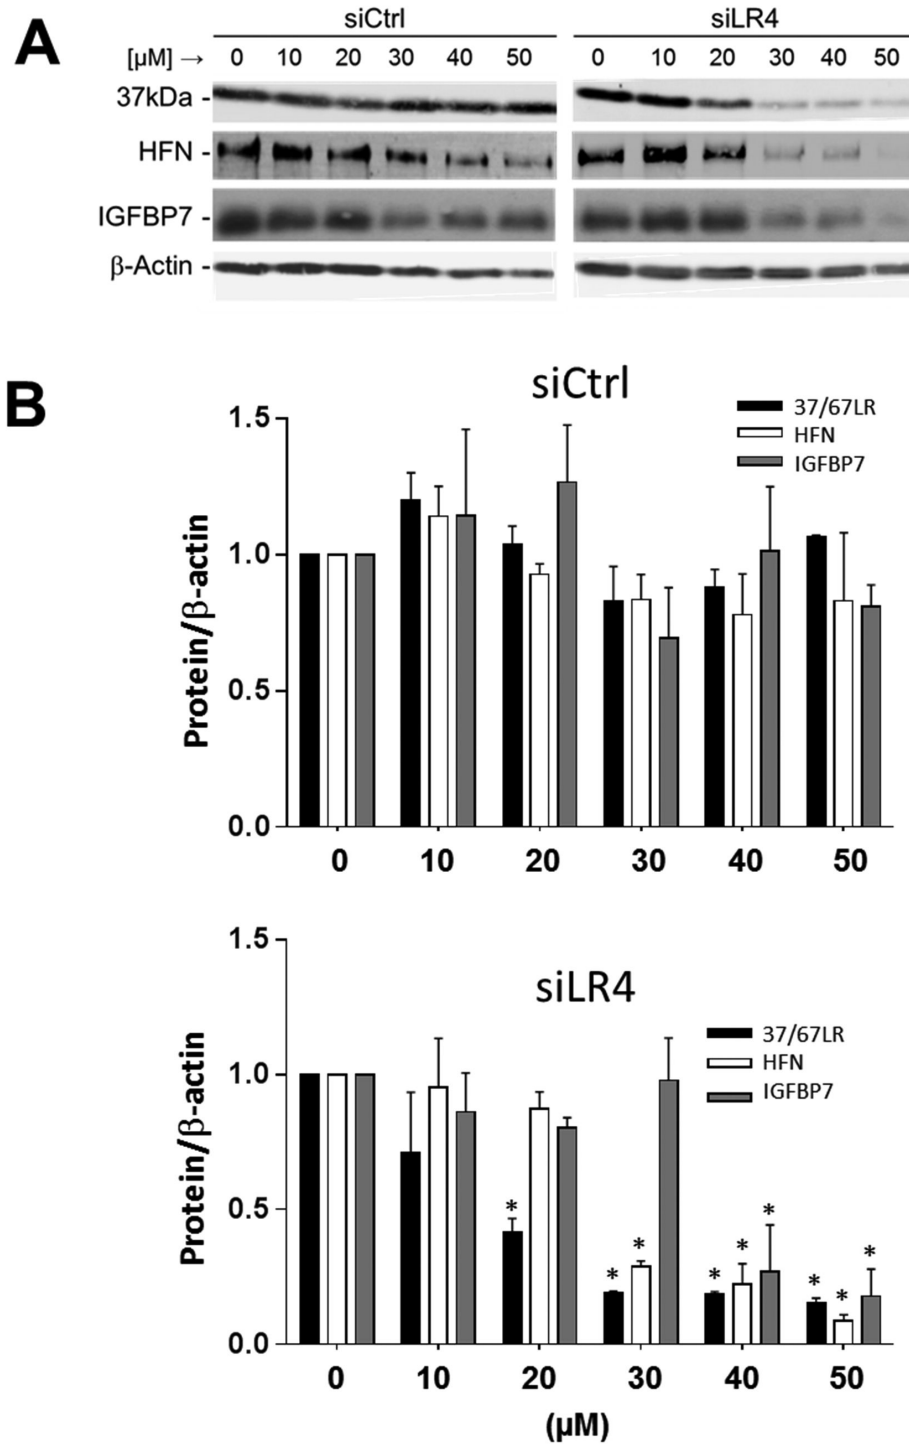 A
siCtrl siLR4
[µM] → 0 10 20 30 40 50 0 10 20 30 40 50
37kDa -
HFN -
IGFBP7 -
β-Actin -
B
siCtrl
37/67LR
HFN
IGFBP7
Protein/β-actin
1.5
1.0
0.5
0.0
0 10 20 30 40 50
siLR4
37/67LR
HFN
IGFBP7
Protein/β-actin
1.5
1.0
0.5
0.0
* * * * * * * * *
0 10 20 30 40 50
(µM)